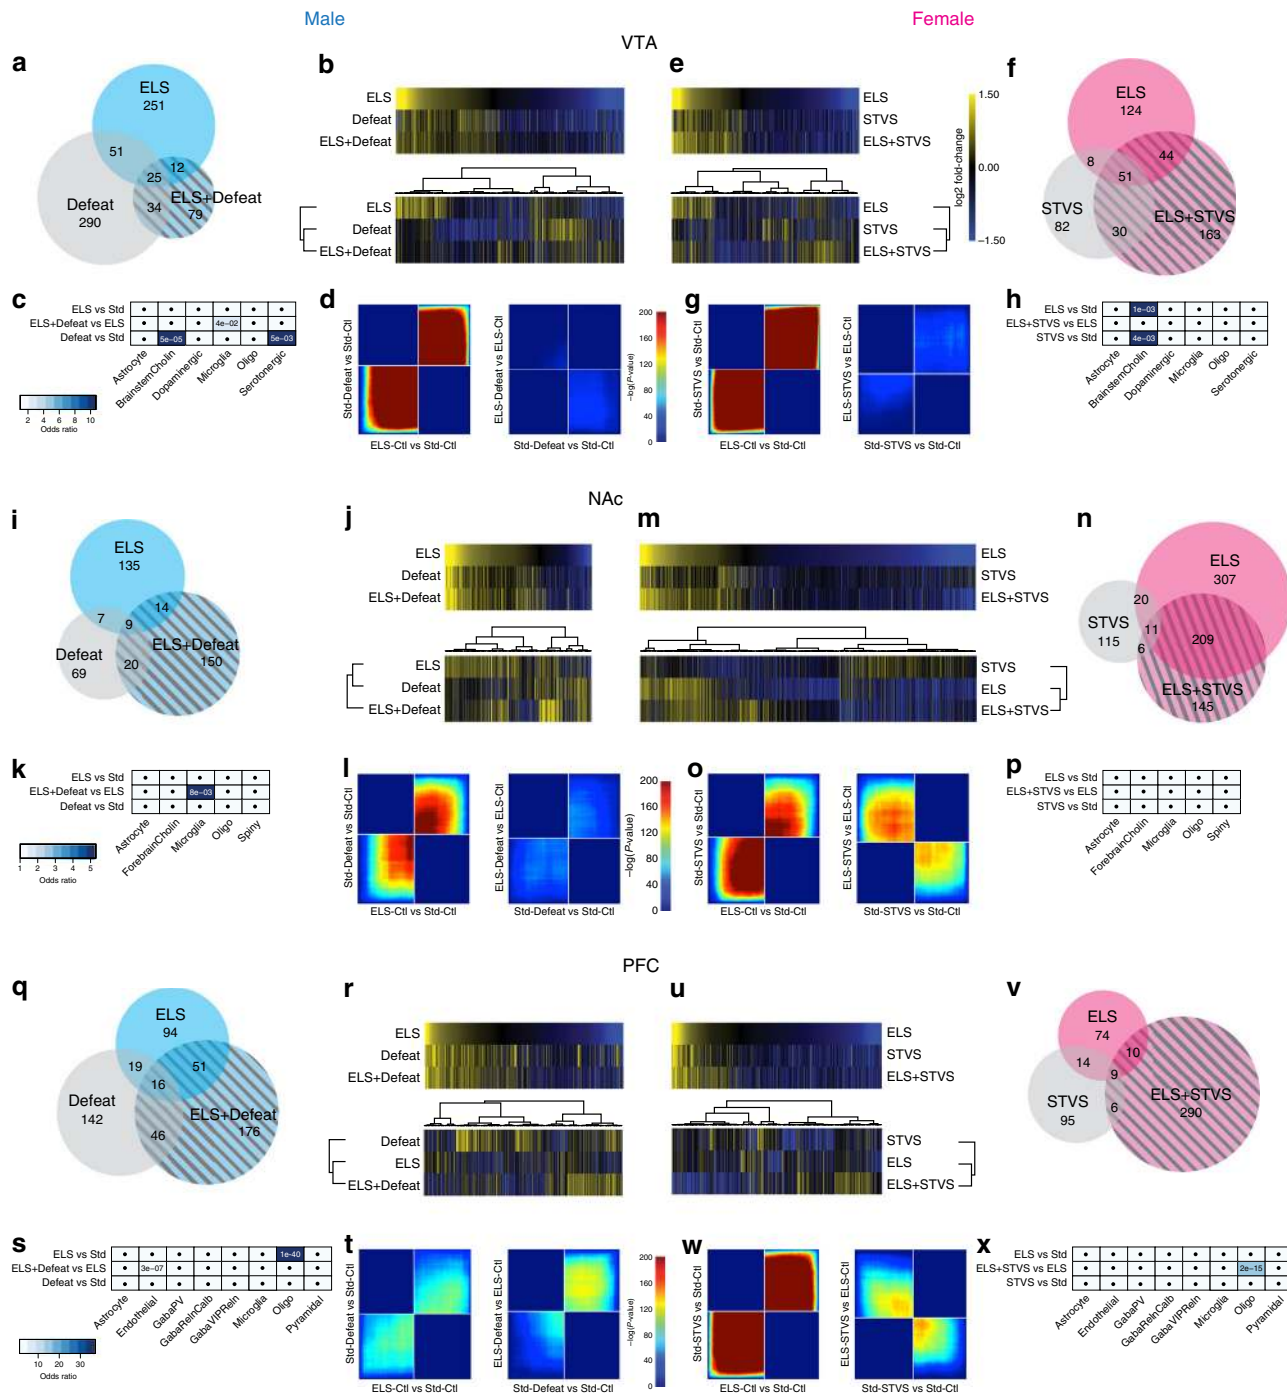 Male
Female
VTA
a
ELS
251
51
12
25
34
Defeat
290
ELS+Defeat
79
b
ELS
Defeat
ELS+Defeat
ELS
Defeat
ELS+Defeat
e
ELS
STVS
ELS+STVS
ELS
STVS
ELS+STVS
1.50
0.00
−1.50
log2 fold-change
f
ELS
124
8
44
51
STVS
82
30
ELS+STVS
163
c
ELS vs Std
ELS+Defeat vs ELS
4e-02
Defeat vs Std
5e-05
5e-03
Astrocyte
BrainstemCholin
Dopaminergic
Microglia
Oligo
Serotonergic
2 4 6 8 10
Odds ratio
d
Std-Defeat vs Std-Ctl
ELS-Ctl vs Std-Ctl
ELS-Defeat vs ELS-Ctl
Std-Defeat vs Std-Ctl
200
160
120
80
40
0
−log(P-value)
g
Std-STVS vs Std-Ctl
ELS-Ctl vs Std-Ctl
ELS-STVS vs ELS-Ctl
Std-STVS vs Std-Ctl
h
ELS vs Std
1e-03
ELS+STVS vs ELS
STVS vs Std
4e-03
Astrocyte
BrainstemCholin
Dopaminergic
Microglia
Oligo
Serotonergic
NAc
i
ELS
135
7
14
9
Defeat
69
20
ELS+Defeat
150
j
ELS
Defeat
ELS+Defeat
ELS
Defeat
ELS+Defeat
m
ELS
STVS
ELS+STVS
STVS
ELS
ELS+STVS
n
ELS
307
20
STVS
115
11
6
209
ELS+STVS
145
k
ELS vs Std
ELS+Defeat vs ELS
8e-03
Defeat vs Std
Astrocyte
ForebrainCholin
Microglia
Oligo
Spiny
1 2 3 4 5
Odds ratio
l
Std-Defeat vs Std-Ctl
ELS-Ctl vs Std-Ctl
ELS-Defeat vs ELS-Ctl
Std-Defeat vs Std-Ctl
200
160
120
80
40
0
−log(P-value)
o
Std-STVS vs Std-Ctl
ELS-Ctl vs Std-Ctl
ELS-STVS vs ELS-Ctl
Std-STVS vs Std-Ctl
p
ELS vs Std
ELS+STVS vs ELS
STVS vs Std
Astrocyte
ForebrainCholin
Microglia
Oligo
Spiny
PFC
q
ELS
94
19
51
16
Defeat
142
46
ELS+Defeat
176
r
ELS
Defeat
ELS+Defeat
Defeat
ELS
ELS+Defeat
u
ELS
STVS
ELS+STVS
STVS
ELS
ELS+STVS
v
ELS
74
14
10
9
STVS
95
6
ELS+STVS
290
s
ELS vs Std
1e-40
ELS+Defeat vs ELS
3e-07
Defeat vs Std
Astrocyte
Endothelial
GabaPV
GabaRelnCalb
GabaVIPReln
Microglia
Oligo
Pyramidal
10 20 30
Odds ratio
t
Std-Defeat vs Std-Ctl
ELS-Ctl vs Std-Ctl
ELS-Defeat vs ELS-Ctl
Std-Defeat vs Std-Ctl
200
160
120
80
40
0
−log(P-value)
w
Std-STVS vs Std-Ctl
ELS-Ctl vs Std-Ctl
ELS-STVS vs ELS-Ctl
Std-STVS vs Std-Ctl
x
ELS vs Std
ELS+STVS vs ELS
2e-15
STVS vs Std
Astrocyte
Endothelial
GabaPV
GabaRelnCalb
GabaVIPReln
Microglia
Oligo
Pyramidal